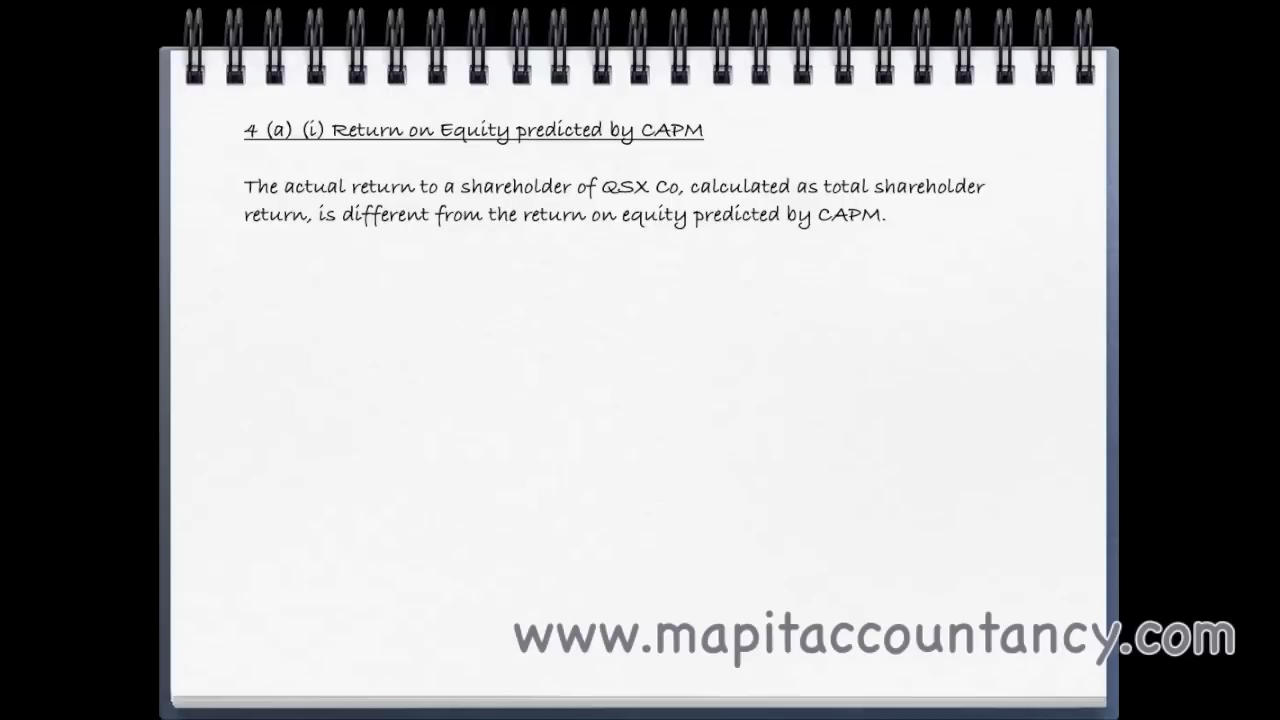 4 (a) (i) Return on Equity predicted by CAPM
The actual return to a shareholder of QSX Co, calculated as total shareholder
return, is different from the return on equity predicted by CAPM.
www.mapitaccountancy.com